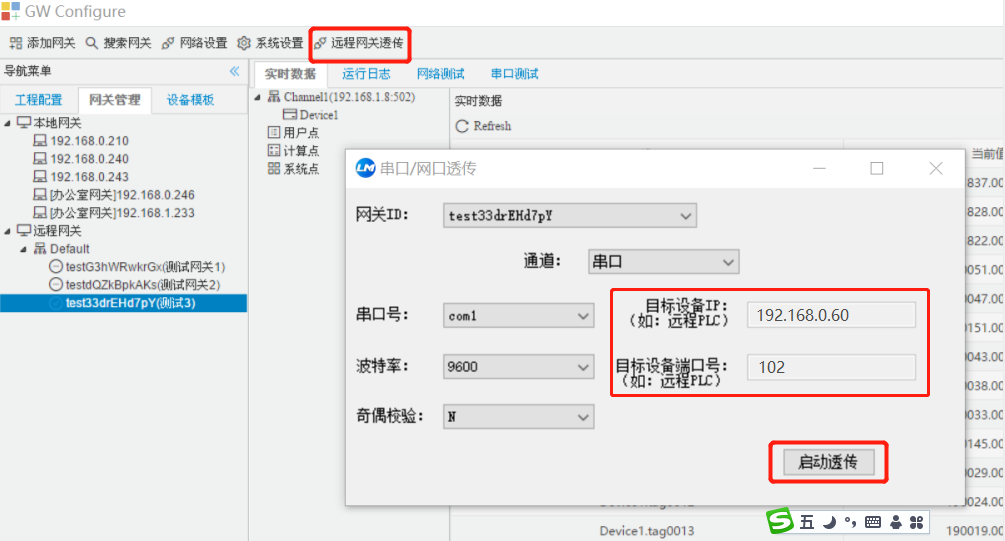 GW Configure
添加网关 搜索网关 网络设置 系统设置 远程网关透传
导航菜单
工程配置 网关管理 设备模板
本地网关
192.168.0.210
192.168.0.240
192.168.0.243
[办公室网关]192.168.0.246
[办公室网关]192.168.1.233
远程网关
Default
testG3hWRwkrGx(测试网关1)
testdQZkBpkAKs(测试网关2)
test33drEHd7pY(测试3)
实时数据 运行日志 网络测试 串口测试
Channel1(192.168.1.8:502)
Device1
用户点
计算点
系统点
实时数据
Refresh
当前值
837.00
828.00
822.00
051.00
047.00
151.00
043.00
038.00
033.00
145.00
029.00
190024.00
Device1.tag0013 190019.00
LM 串口/网口透传
网关ID： test33drEHd7pY
通道： 串口
串口号： com1
波特率： 9600
奇偶校验： N
目标设备IP：
（如：远程PLC）
192.168.0.60
目标设备端口号：
（如：远程PLC）
102
启动透传
S 五